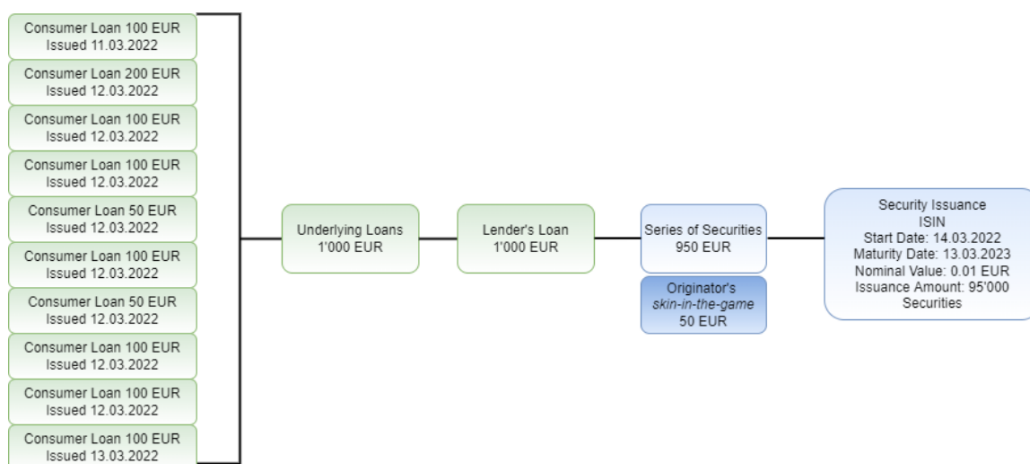 Consumer Loan 100 EUR
Issued 11.03.2022
Consumer Loan 200 EUR
Issued 12.03.2022
Consumer Loan 100 EUR
Issued 12.03.2022
Consumer Loan 100 EUR
Issued 12.03.2022
Consumer Loan 50 EUR
Issued 12.03.2022
Consumer Loan 100 EUR
Issued 12.03.2022
Consumer Loan 50 EUR
Issued 12.03.2022
Consumer Loan 100 EUR
Issued 12.03.2022
Consumer Loan 100 EUR
Issued 12.03.2022
Consumer Loan 100 EUR
Issued 13.03.2022
Underlying Loans
1'000 EUR
Lender's Loan
1'000 EUR
Series of Securities
950 EUR
Originator's
skin-in-the-game
50 EUR
Security Issuance
ISIN
Start Date: 14.03.2022
Maturity Date: 13.03.2023
Nominal Value: 0.01 EUR
Issuance Amount: 95'000
Securities